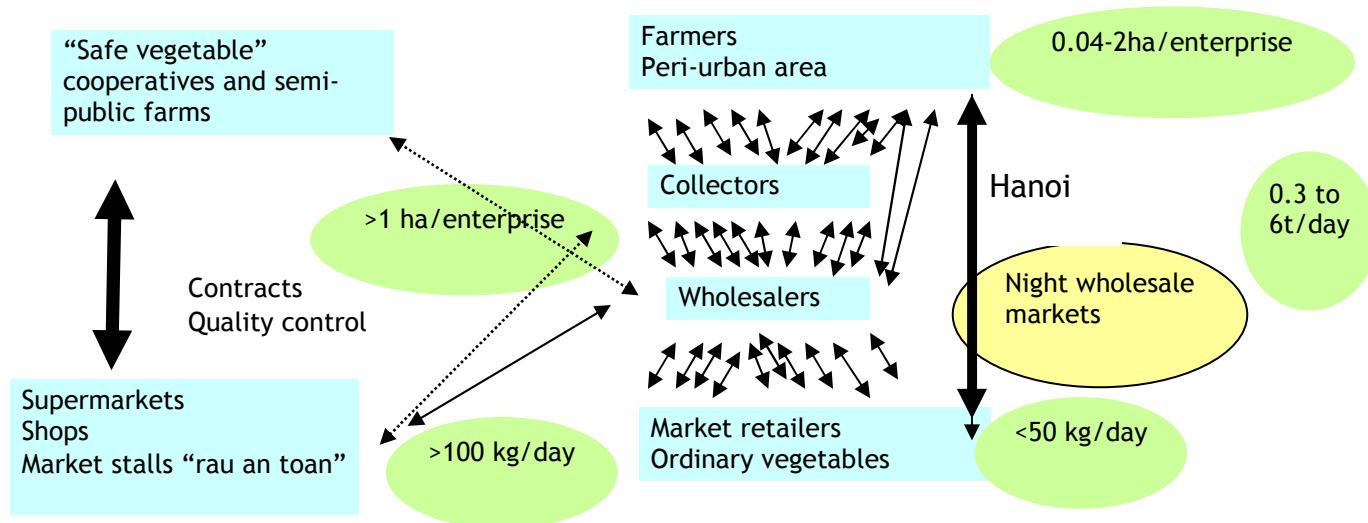 “Safe vegetable”
cooperatives and semi-
public farms
Farmers
Peri-urban area
0.04-2ha/enterprise
Collectors
Hanoi
0.3 to
6t/day
>1 ha/enterprise
Contracts
Quality control
Wholesalers
Night wholesale
markets
Supermarkets
Shops
Market stalls “rau an toan”
>100 kg/day
Market retailers
Ordinary vegetables
<50 kg/day